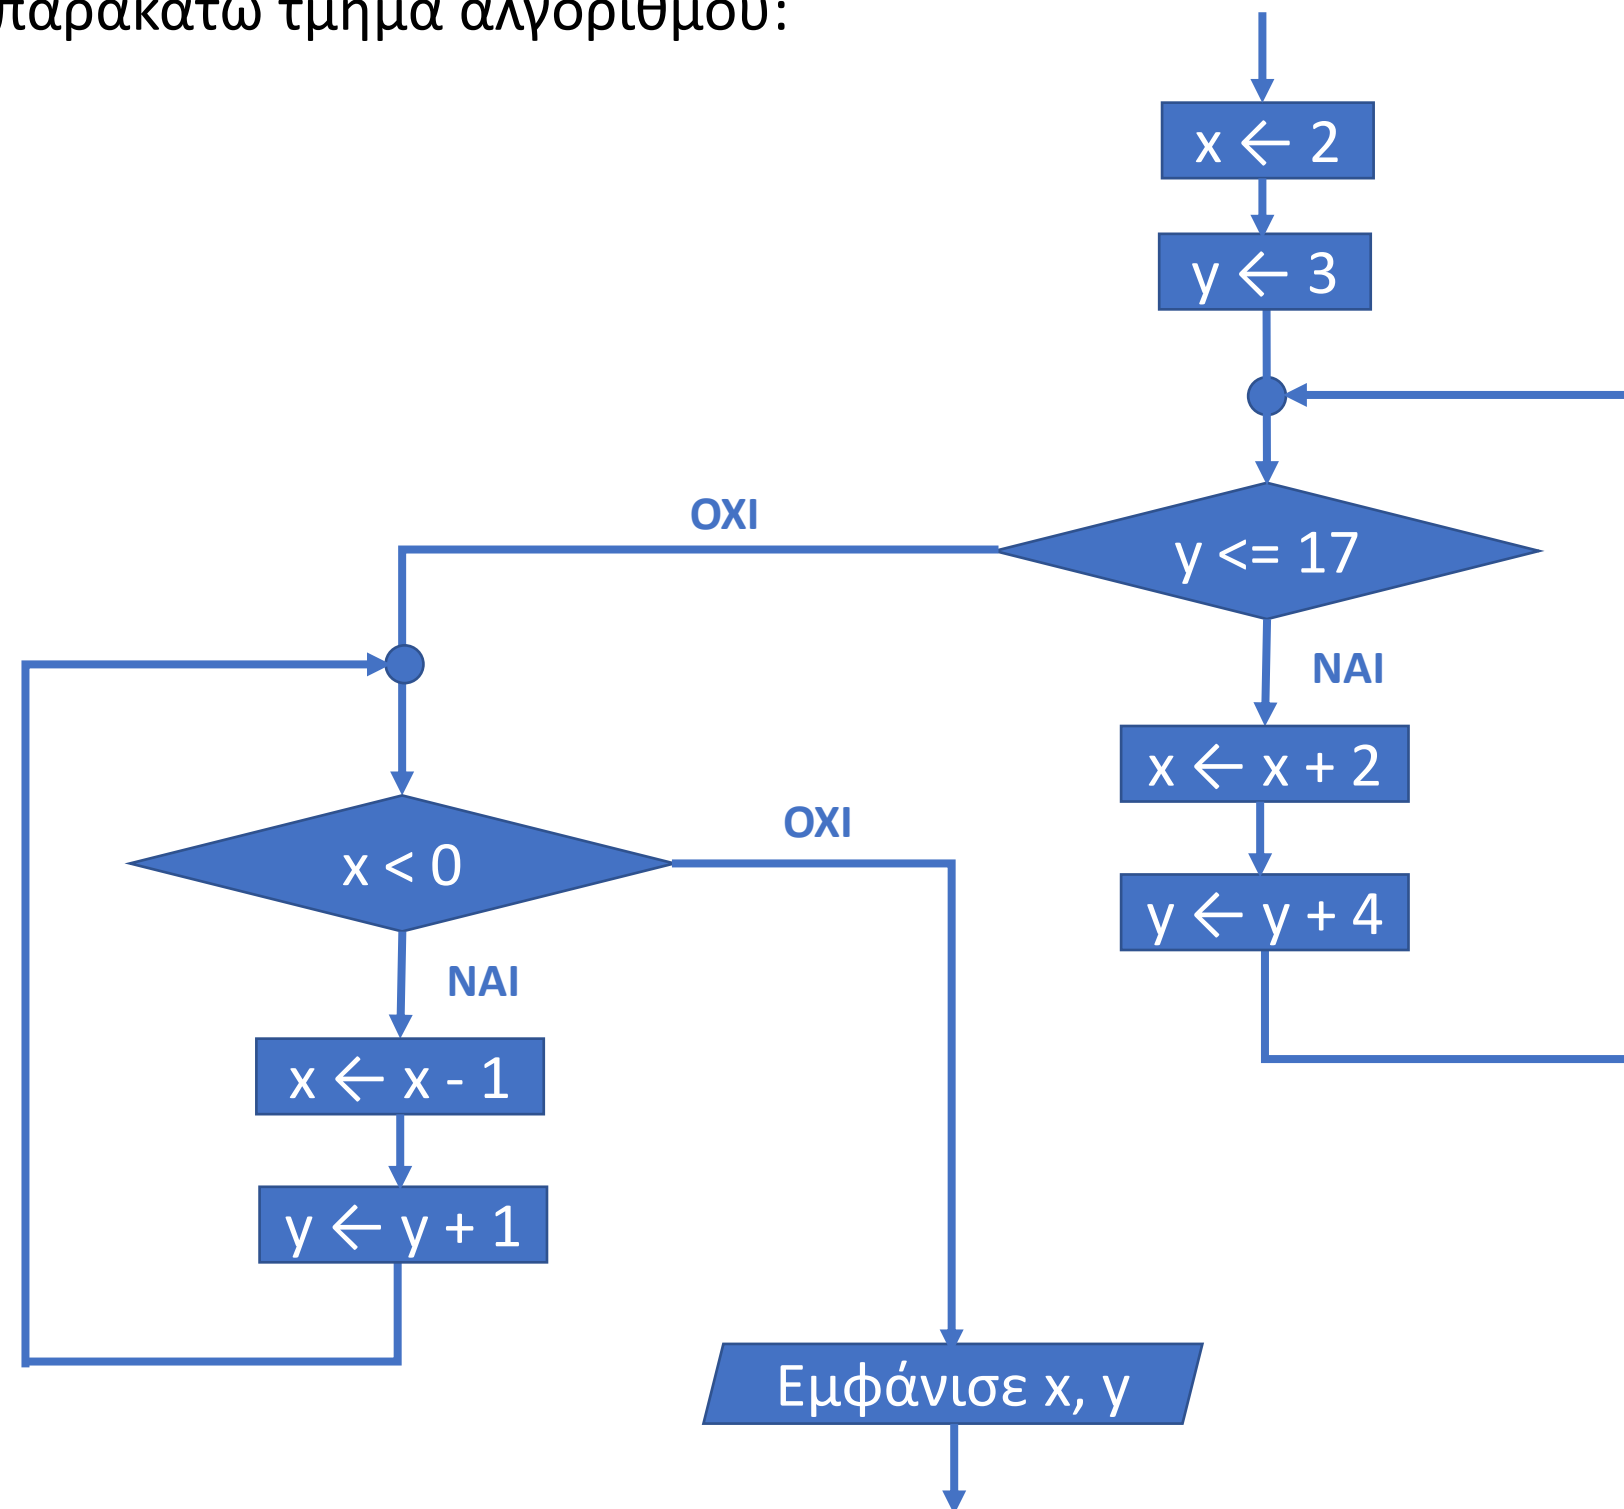 παρακάτω τμήμα αλγορίθμου:
x ← 2
y ← 3
y <= 17
ΟΧΙ
ΝΑΙ
x ← x + 2
y ← y + 4
x < 0
ΟΧΙ
ΝΑΙ
x ← x - 1
y ← y + 1
Εμφάνισε x, y